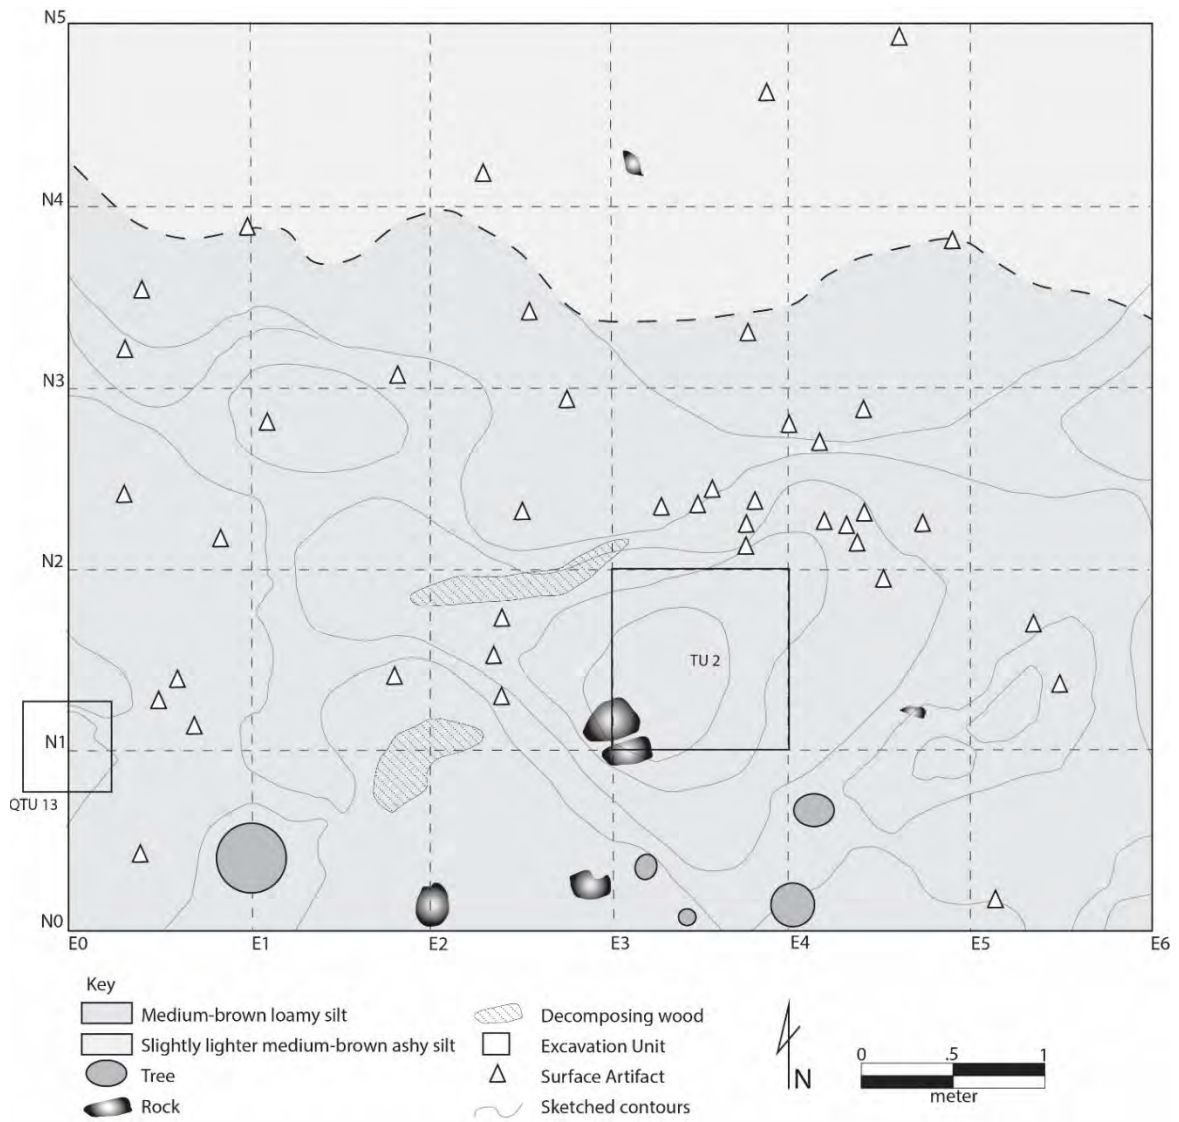 N5
N4
N3
N2
TU 2
N1
QTU 13
N0
E0 E1 E2 E3 E4 E5 E6
Key
Medium-brown loamy silt
Slightly lighter medium-brown ashy silt
Tree
Rock
Decomposing wood
Excavation Unit
Surface Artifact
Sketched contours
N
0 .5 1
meter